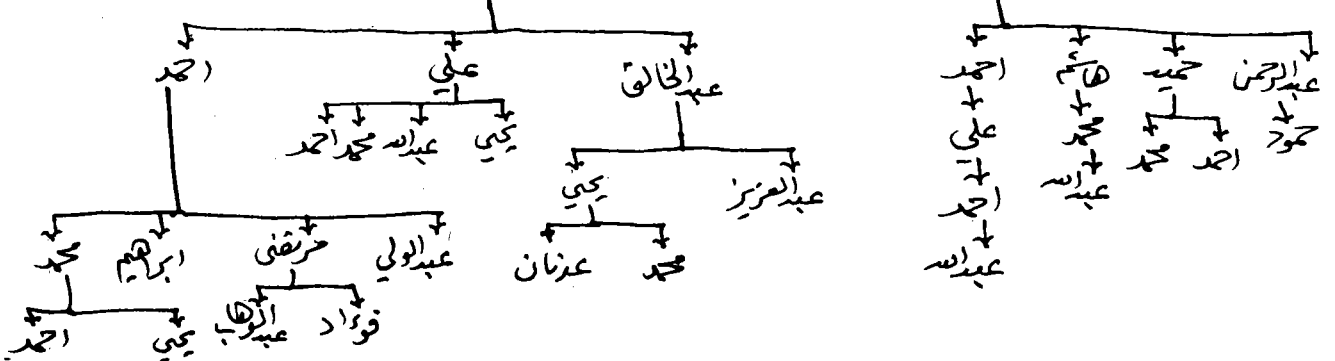 عبدالرحمن حميد هاشم احمد
عبدالخالق علي احمد
حمود احمد محمد محمد علي
يحيى عبدالله محمد احمد
عبدالعزيز يحيى
عبدالله احمد
عبدالولي مرتضى ابراهيم محمد
محمد عدنان
عبدالله
فؤاد عبدالوهاب
يحيى احمد